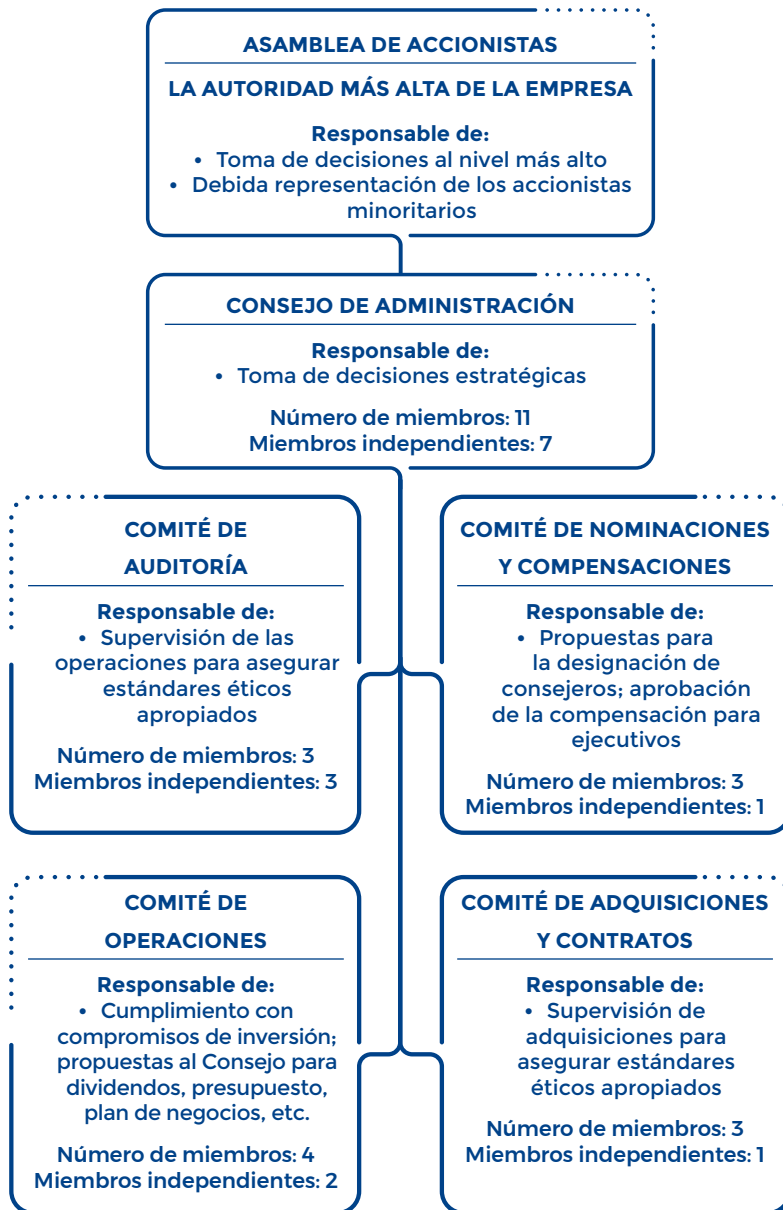 ASAMBLEA DE ACCIONISTAS
LA AUTORIDAD MÁS ALTA DE LA EMPRESA
Responsable de:
• Toma de decisiones al nivel más alto
• Debida representación de los accionistas
minoritarios
CONSEJO DE ADMINISTRACIÓN
Responsable de:
• Toma de decisiones estratégicas
Número de miembros: 11
Miembros independientes: 7
COMITÉ DE
AUDITORÍA
Responsable de:
• Supervisión de las
operaciones para asegurar
estándares éticos
apropiados
Número de miembros: 3
Miembros independientes: 3
COMITÉ DE NOMINACIONES
Y COMPENSACIONES
Responsable de:
• Propuestas para
la designación de
consejeros; aprobación
de la compensación para
ejecutivos
Número de miembros: 3
Miembros independientes: 1
COMITÉ DE
OPERACIONES
Responsable de:
• Cumplimiento con
compromisos de inversión;
propuestas al Consejo para
dividendos, presupuesto,
plan de negocios, etc.
Número de miembros: 4
Miembros independientes: 2
COMITÉ DE ADQUISICIONES
Y CONTRATOS
Responsable de:
• Supervisión de
adquisiciones para
asegurar estándares
éticos apropiados
Número de miembros: 3
Miembros independientes: 1